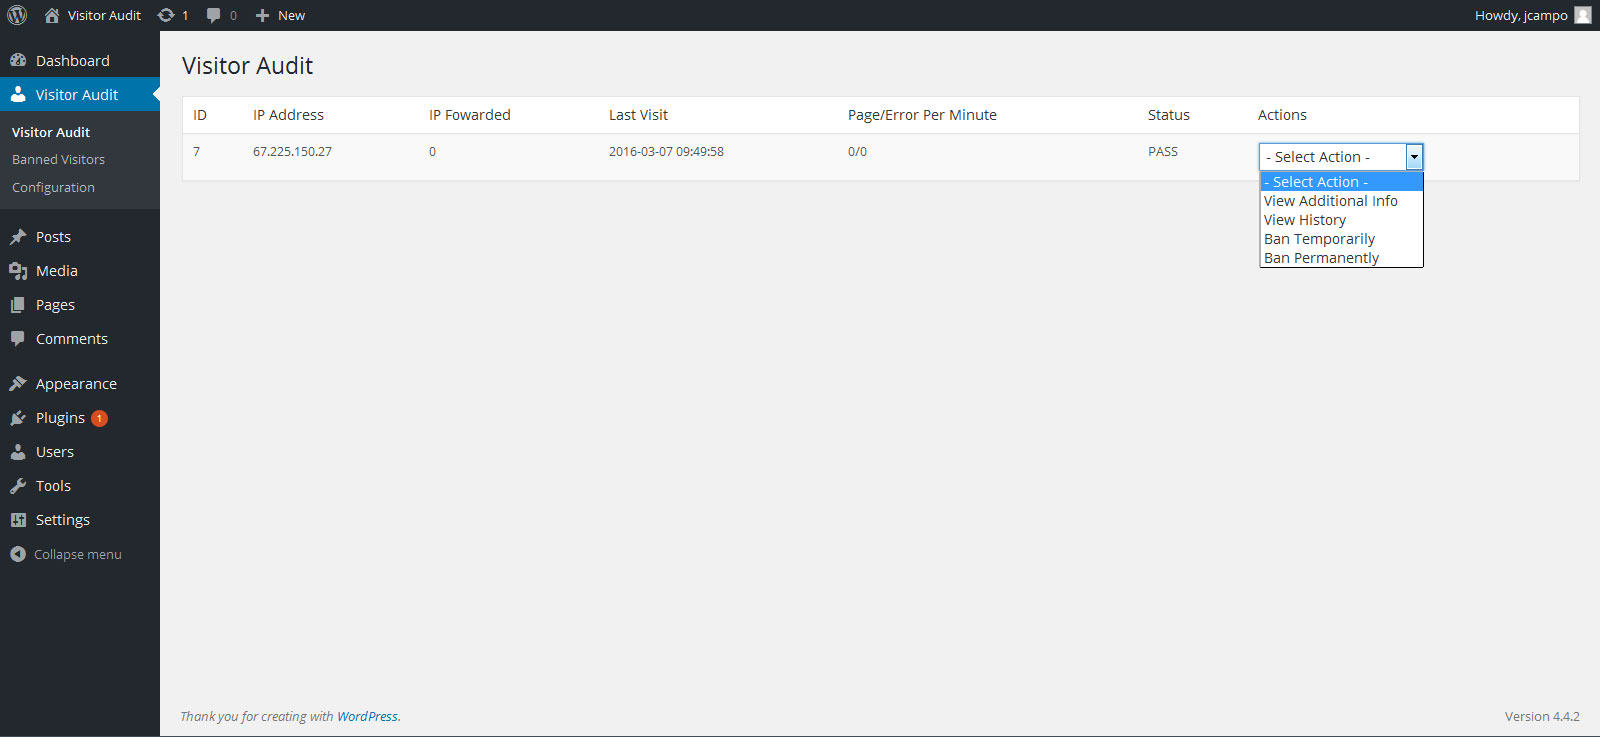 Visitor Audit 1 0 New Howdy, jcampo
Dashboard
Visitor Audit
Visitor Audit
Banned Visitors
Configuration
Posts
Media
Pages
Comments
Appearance
Plugins 1
Users
Tools
Settings
Collapse menu
Visitor Audit
ID IP Address IP Fowarded Last Visit Page/Error Per Minute Status Actions
7 67.225.150.27 0 2016-03-07 09:49:58 0/0 PASS - Select Action -
- Select Action -
View Additional Info
View History
Ban Temporarily
Ban Permanently
Thank you for creating with WordPress. Version 4.4.2